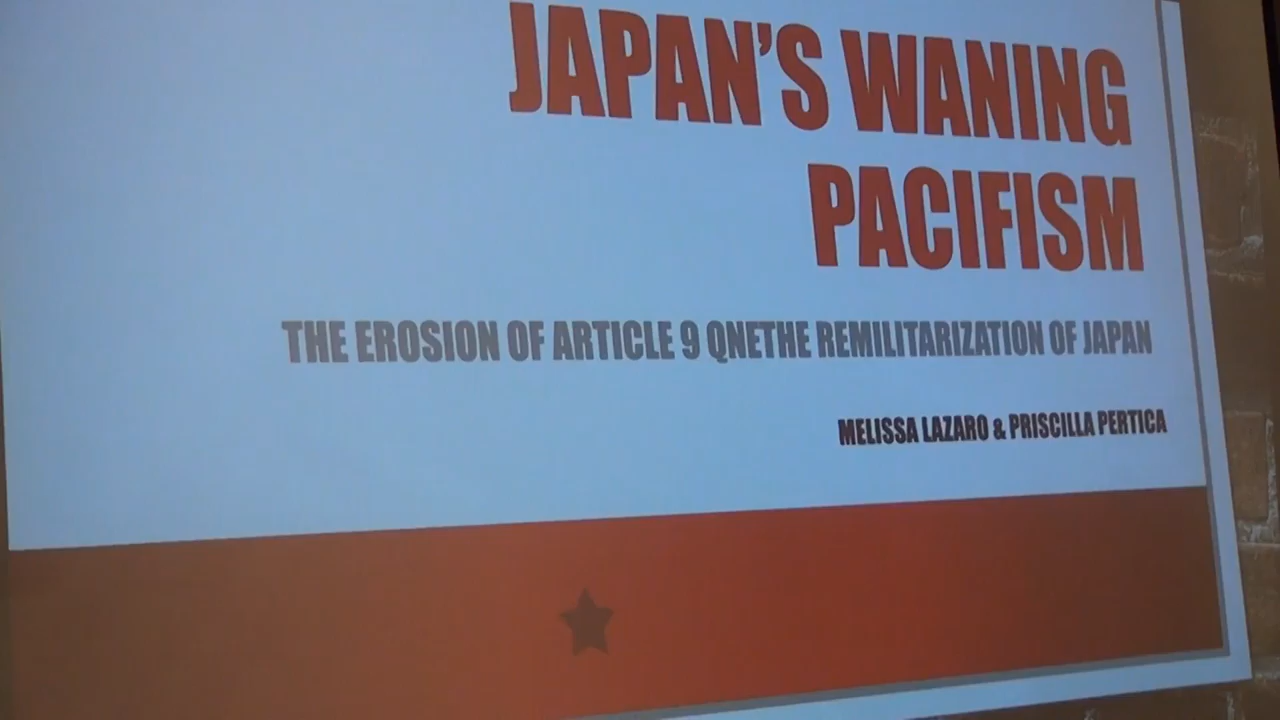 JAPAN'S WANING
PACIFISM
THE EROSION OF ARTICLE 9 QNETHE REMILITARIZATION OF JAPAN
MELISSA LAZARO & PRISCILLA PERTICA